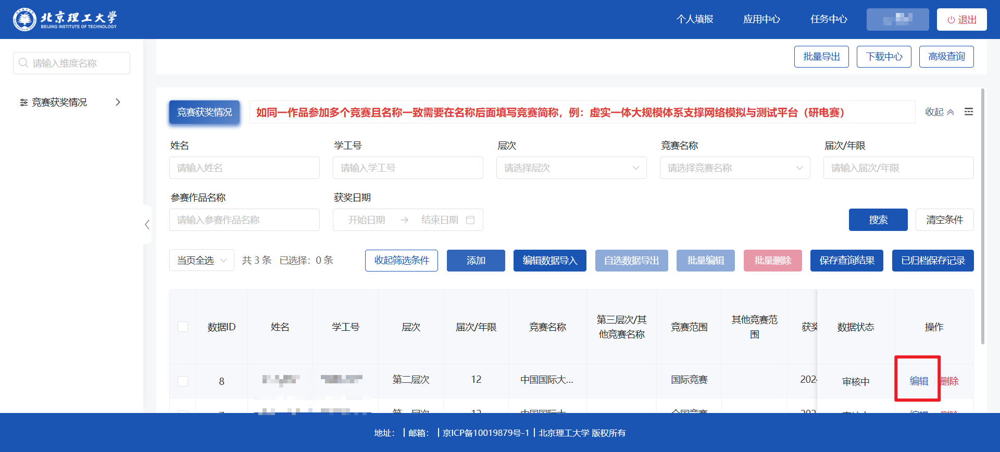 北京理工大学
BEIJING INSTITUTE OF TECHNOLOGY
个人填报 应用中心 任务中心 退出
请输入维度名称
竞赛获奖情况
批量导出 下载中心 高级查询
竞赛获奖情况 如同一作品参加多个竞赛且名称一致需要在名称后面填写竞赛简称，例：虚实一体大规模体系支撑网络模拟与测试平台（研电赛） 收起
姓名 学工号 层次 竞赛名称 届次/年限
请输入姓名 请输入学工号 请选择层次 请选择竞赛名称 请输入届次/年限
参赛作品名称 获奖日期
请输入参赛作品名称 开始日期 → 结束日期 搜索 清空条件
当页全选 共 3 条 已选择：0 条 收起筛选条件 添加 编辑数据导入 自选数据导出 批量编辑 批量删除 保存查询结果 已归档保存记录
数据ID 姓名 学工号 层次 届次/年限 竞赛名称 第三层次/其他竞赛名称 竞赛范围 其他竞赛范围 获奖 数据状态 操作
8 第二层次 12 中国国际大... 国际竞赛 202 审核中 编辑 删除
地址： | 邮箱： | 京ICP备10019879号-1 | 北京理工大学 版权所有